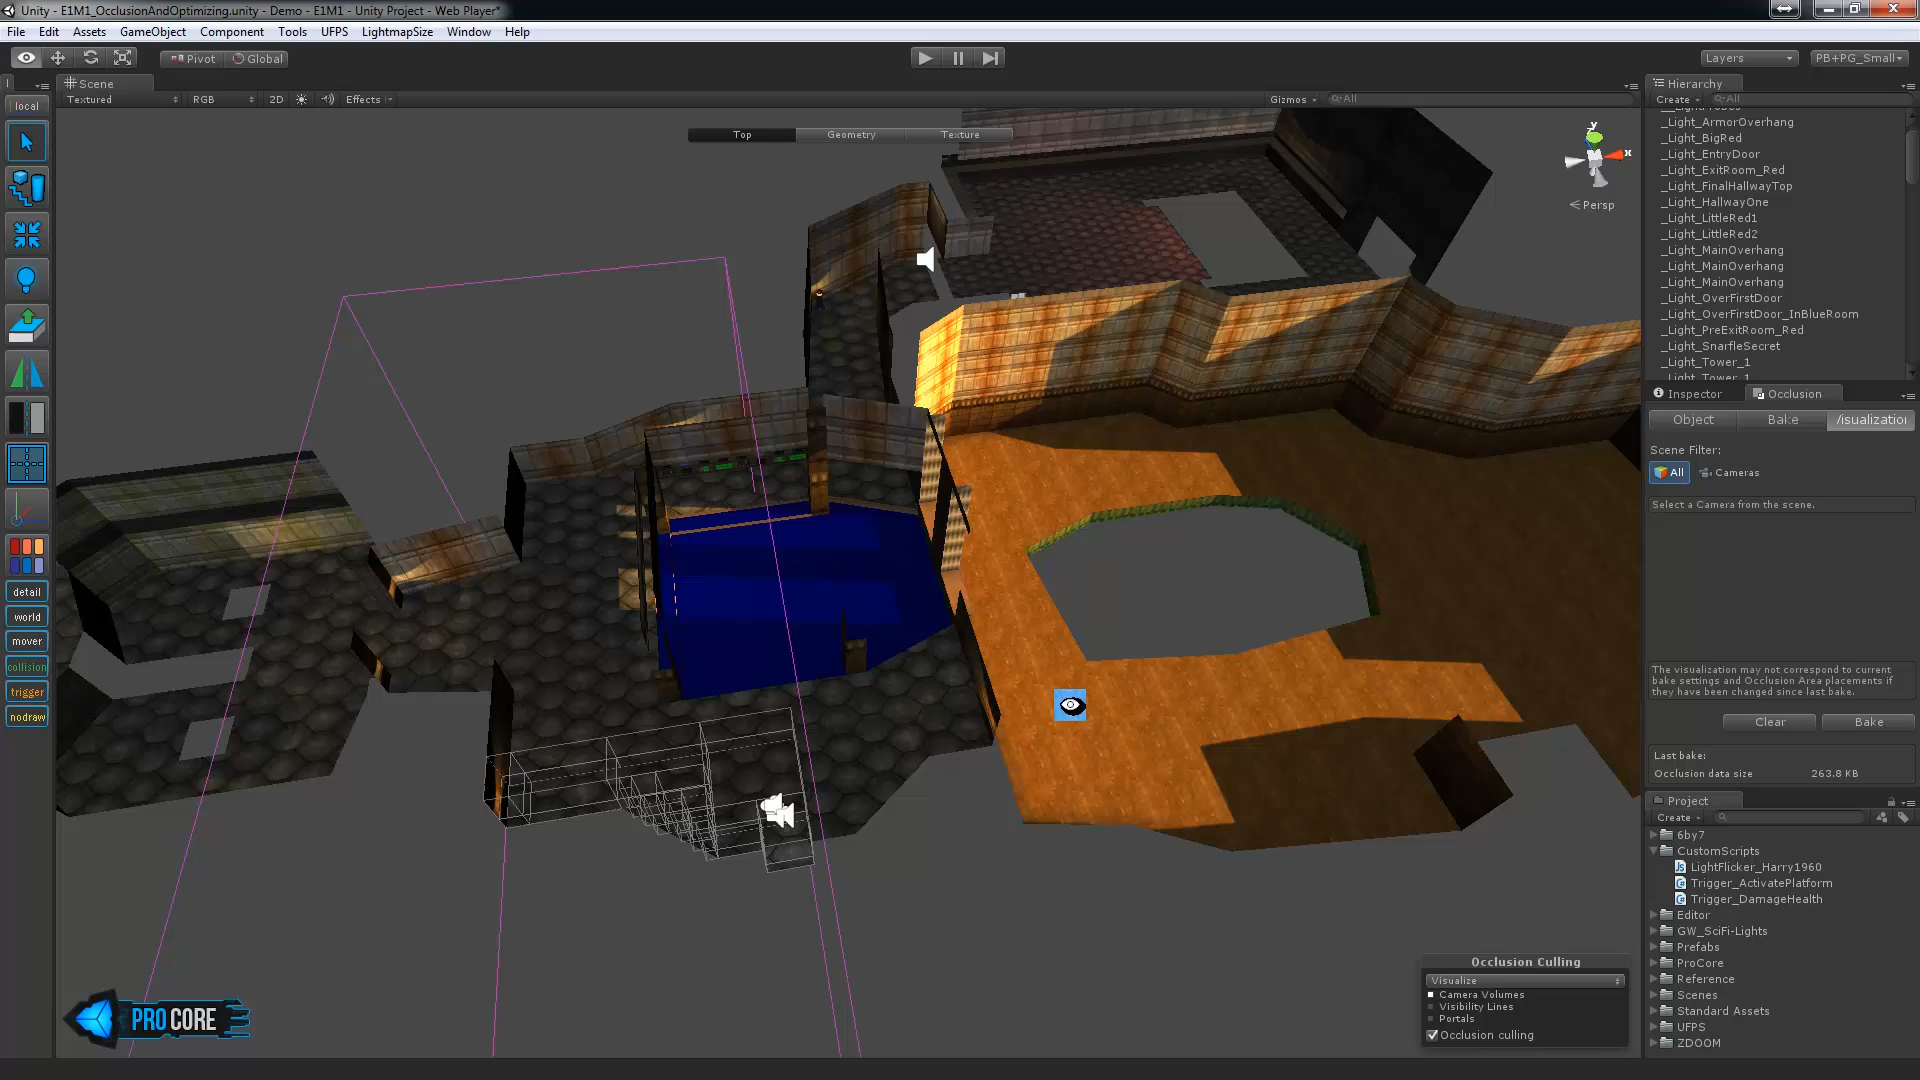 Unity - E1M1_OcclusionAndOptimizing.unity - Demo - E1M1 - Unity Project - Web Player*
File Edit Assets GameObject Component Tools UFPS LightmapSize Window Help
Pivot Global Layers PB+PG_Small
Scene
Textured RGB 2D Effects Gizmos All
Top Geometry Texture
y
x
Persp
local
detail
world
mover
collision
trigger
nodraw
PROCORE
Occlusion Culling
Visualize
Camera Volumes
Visibility Lines
Portals
Occlusion culling
Hierarchy
Create All
_Light_ArmorOverhang
_Light_BigRed
_Light_EntryDoor
_Light_ExitRoom_Red
_Light_FinalHallwayTop
_Light_HallwayOne
_Light_LittleRed1
_Light_LittleRed2
_Light_MainOverhang
_Light_MainOverhang
_Light_MainOverhang
_Light_OverFirstDoor
_Light_OverFirstDoor_InBlueRoom
_Light_PreExitRoom_Red
_Light_SnarfleSecret
_Light_Tower_1
_Light_Tower_1
Inspector Occlusion
Object Bake /isualization
Scene Filter:
All Cameras
Select a Camera from the scene.
The visualization may not correspond to current
bake settings and Occlusion Area placements if
they have been changed since last bake.
Clear Bake
Last bake:
Occlusion data size 263.8 KB
Project
Create
6by7
CustomScripts
LightFlicker_Harry1960
Trigger_ActivatePlatform
Trigger_DamageHealth
Editor
GW_SciFi-Lights
Prefabs
ProCore
Reference
Scenes
Standard Assets
UFPS
ZDOOM